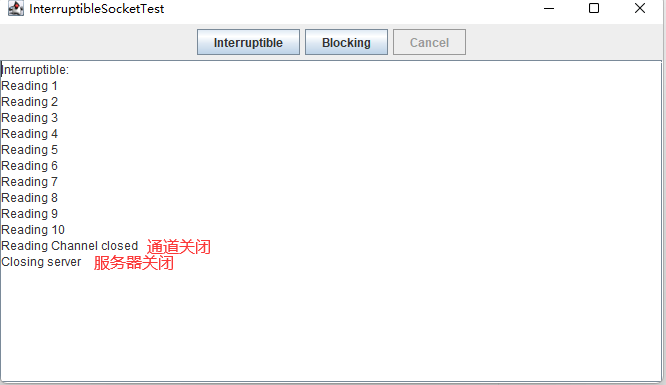 InterruptibleSocketTest
Interruptible Blocking Cancel
Interruptible:
Reading 1
Reading 2
Reading 3
Reading 4
Reading 5
Reading 6
Reading 7
Reading 8
Reading 9
Reading 10
Reading Channel closed 通道关闭
Closing server 服务器关闭